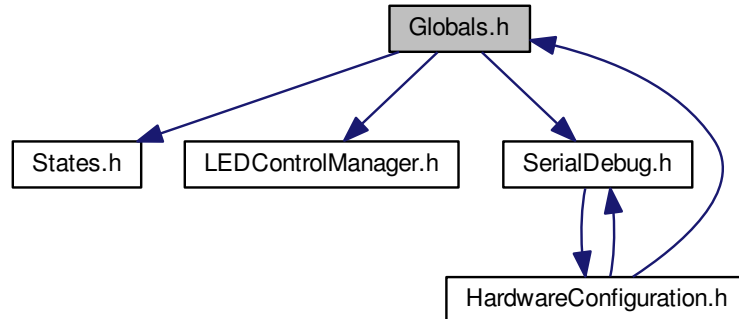 Globals.h
States.h
LEDControlManager.h
SerialDebug.h
HardwareConfiguration.h